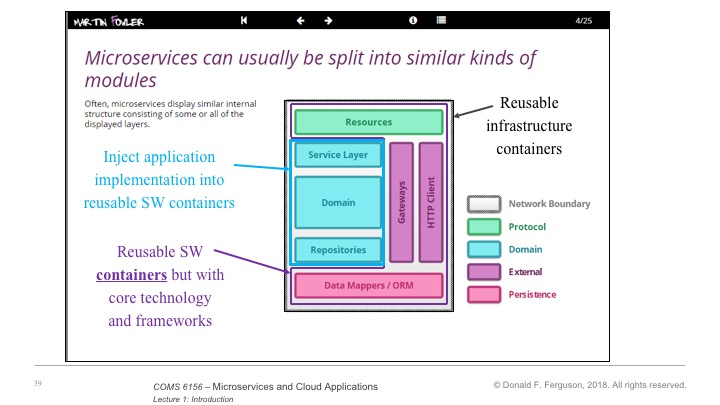 MARTIN FOWLER
4/25
Microservices can usually be split into similar kinds of
modules
Often, microservices display similar internal
structure consisting of some or all of the
displayed layers.
Reusable
infrastructure
containers
Inject application
implementation into
reusable SW containers
Reusable SW
containers but with
core technology
and frameworks
Resources
Service Layer
Domain
Repositories
Gateways
HTTP Client
Data Mappers / ORM
Network Boundary
Protocol
Domain
External
Persistence
39
COMS 6156 – Microservices and Cloud Applications
Lecture 1: Introduction
© Donald F. Ferguson, 2018. All rights reserved.